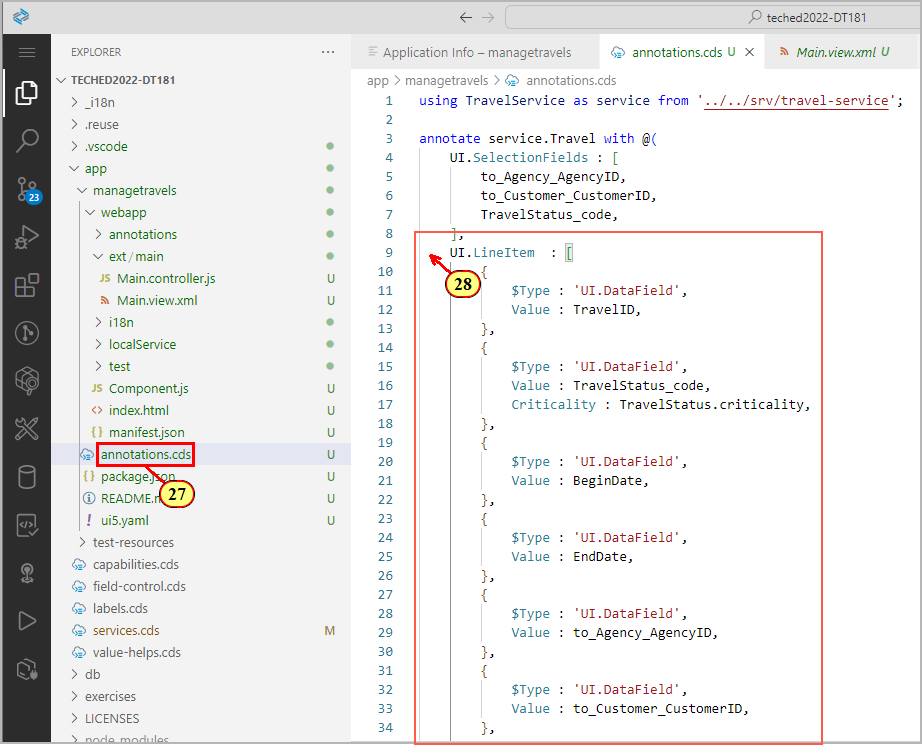 teched2022-DT181
EXPLORER
Application Info – managetravels
annotations.cds U
Main.view.xml U
TECHED2022-DT181
_i18n
.reuse
.vscode
app
managetravels
webapp
annotations
ext / main
JS Main.controller.js U
Main.view.xml U
i18n
localService
test
JS Component.js U
index.html U
manifest.json U
annotations.cds U
package.json U
README.m U
ui5.yaml U
test-resources
capabilities.cds
field-control.cds
labels.cds
services.cds M
value-helps.cds
db
exercises
LICENSES
node_modules
23
27
28
app > managetravels > annotations.cds
1 using TravelService as service from '../../srv/travel-service';
2
3 annotate service.Travel with @(
4 UI.SelectionFields : [
5 to_Agency_AgencyID,
6 to_Customer_CustomerID,
7 TravelStatus_code,
8 ],
9 UI.LineItem : [
10 {
11 $Type : 'UI.DataField',
12 Value : TravelID,
13 },
14 {
15 $Type : 'UI.DataField',
16 Value : TravelStatus_code,
17 Criticality : TravelStatus.criticality,
18 },
19 {
20 $Type : 'UI.DataField',
21 Value : BeginDate,
22 },
23 {
24 $Type : 'UI.DataField',
25 Value : EndDate,
26 },
27 {
28 $Type : 'UI.DataField',
29 Value : to_Agency_AgencyID,
30 },
31 {
32 $Type : 'UI.DataField',
33 Value : to_Customer_CustomerID,
34 },